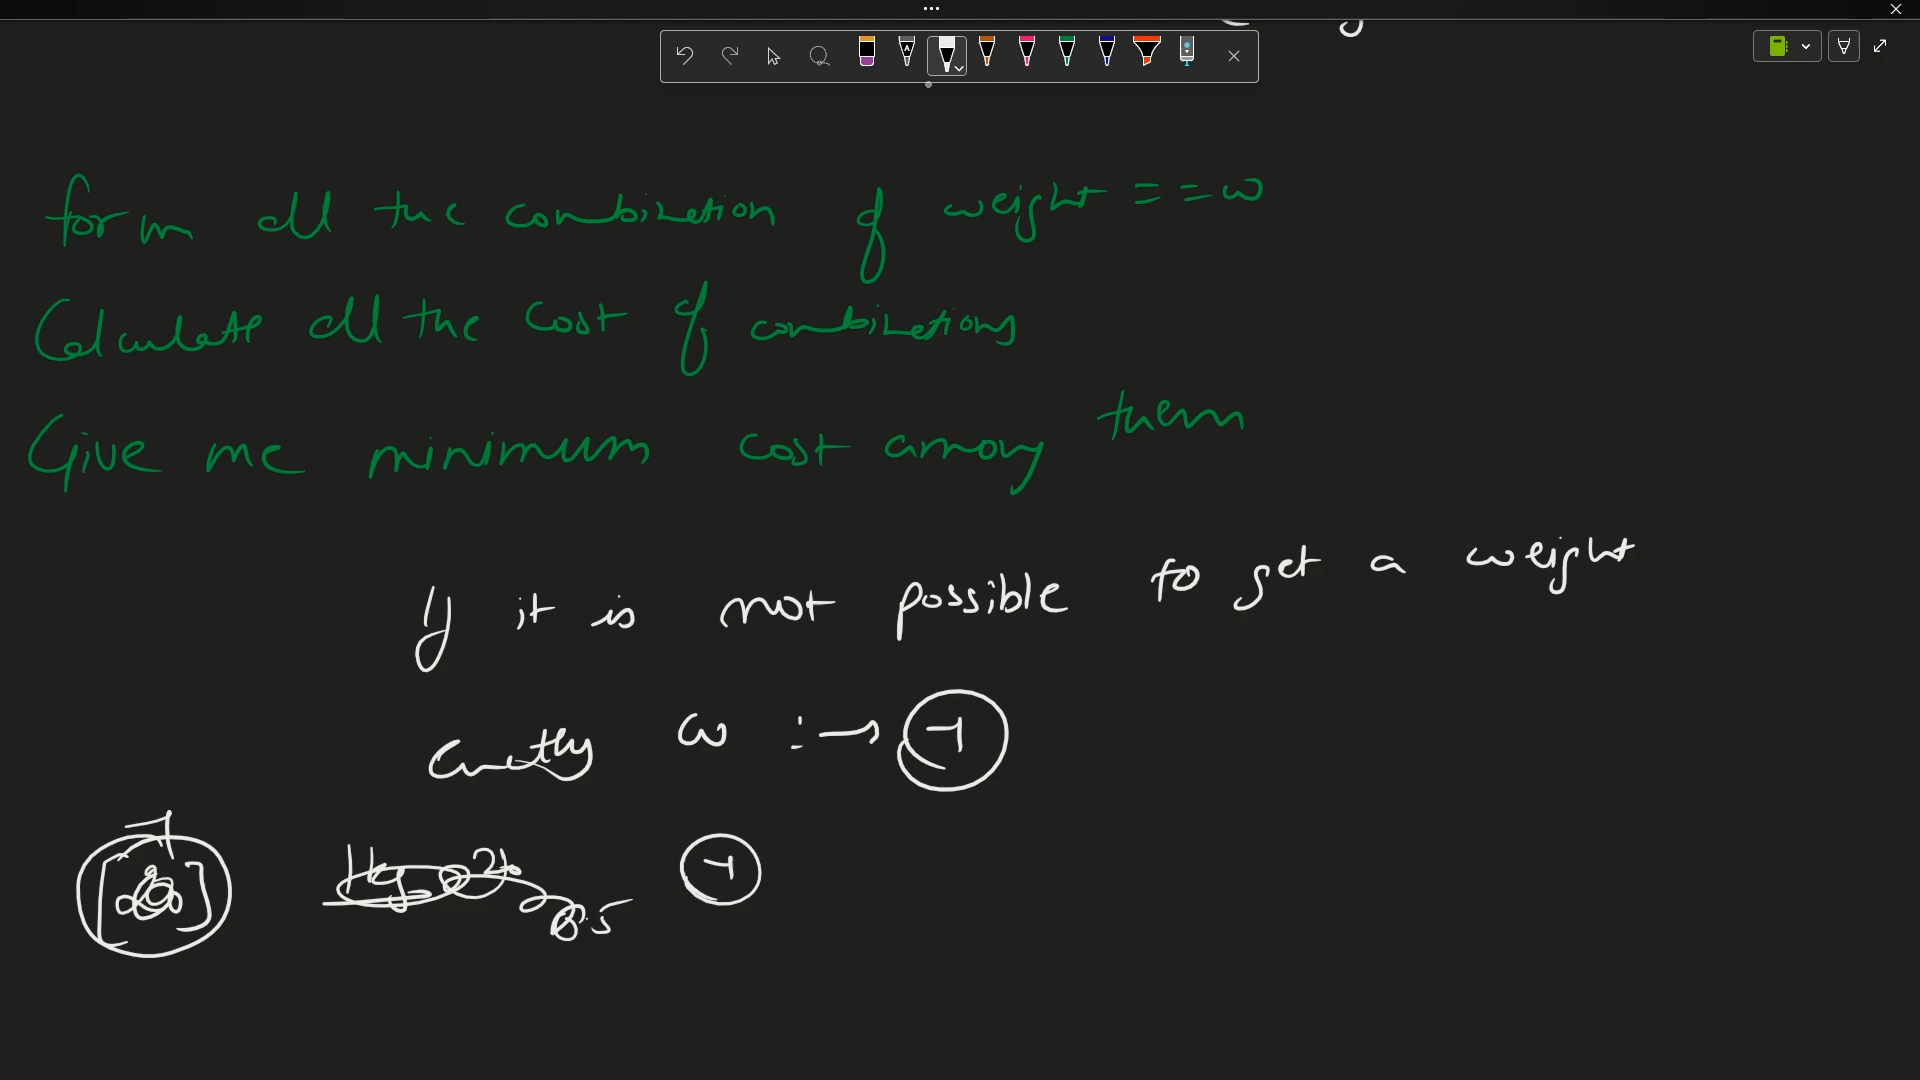 form all the combination of weight == w
Calculate all the cost of combinations
Give me minimum cost among them
If it is not possible to get a weight
exactly w :→ -1
-1
-1